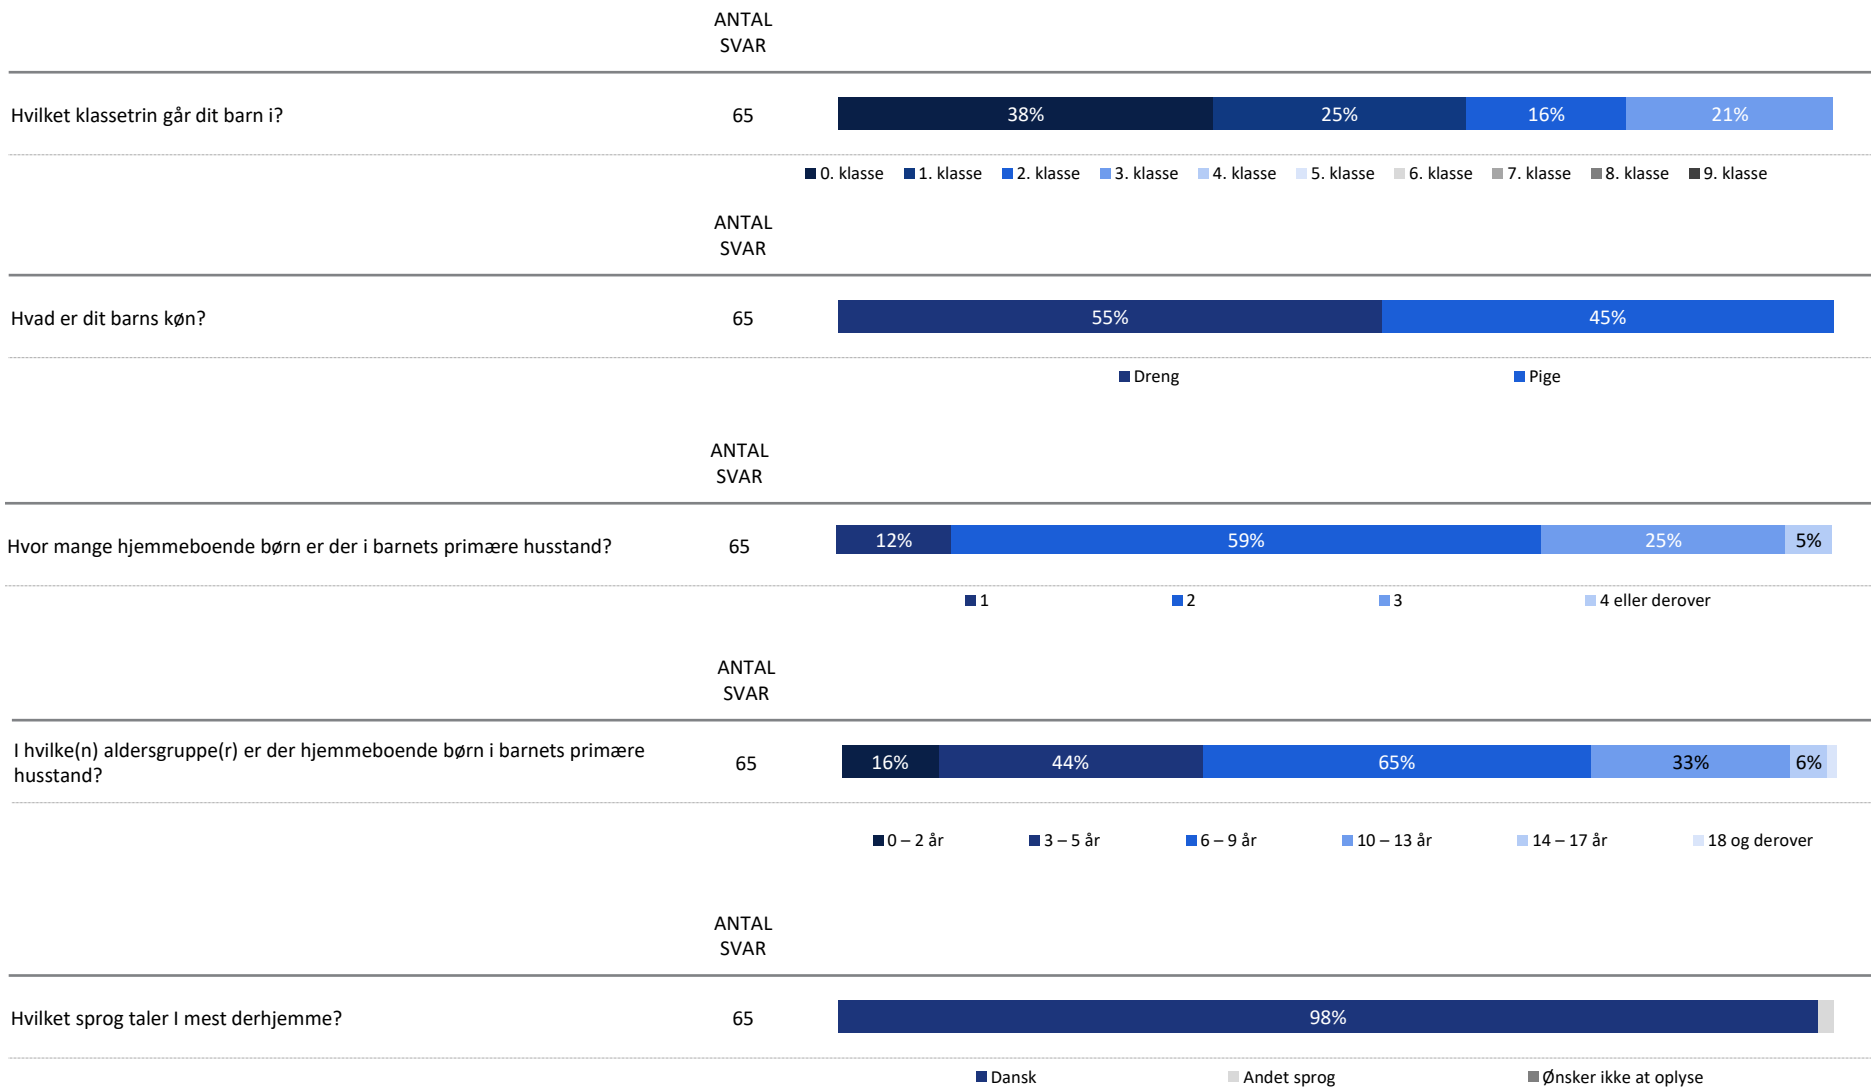 ANTAL
SVAR
Hvilket klassetrin går dit barn i?
65
38%
25%
16%
21%
0. klasse
1. klasse
2. klasse
3. klasse
4. klasse
5. klasse
6. klasse
7. klasse
8. klasse
9. klasse
ANTAL
SVAR
Hvad er dit barns køn?
65
55%
45%
Dreng
Pige
ANTAL
SVAR
Hvor mange hjemmeboende børn er der i barnets primære husstand?
65
12%
59%
25%
5%
1
2
3
4 eller derover
ANTAL
SVAR
I hvilke(n) aldersgruppe(r) er der hjemmeboende børn i barnets primære
husstand?
65
16%
44%
65%
33%
6%
0 – 2 år
3 – 5 år
6 – 9 år
10 – 13 år
14 – 17 år
18 og derover
ANTAL
SVAR
Hvilket sprog taler I mest derhjemme?
65
98%
Dansk
Andet sprog
Ønsker ikke at oplyse